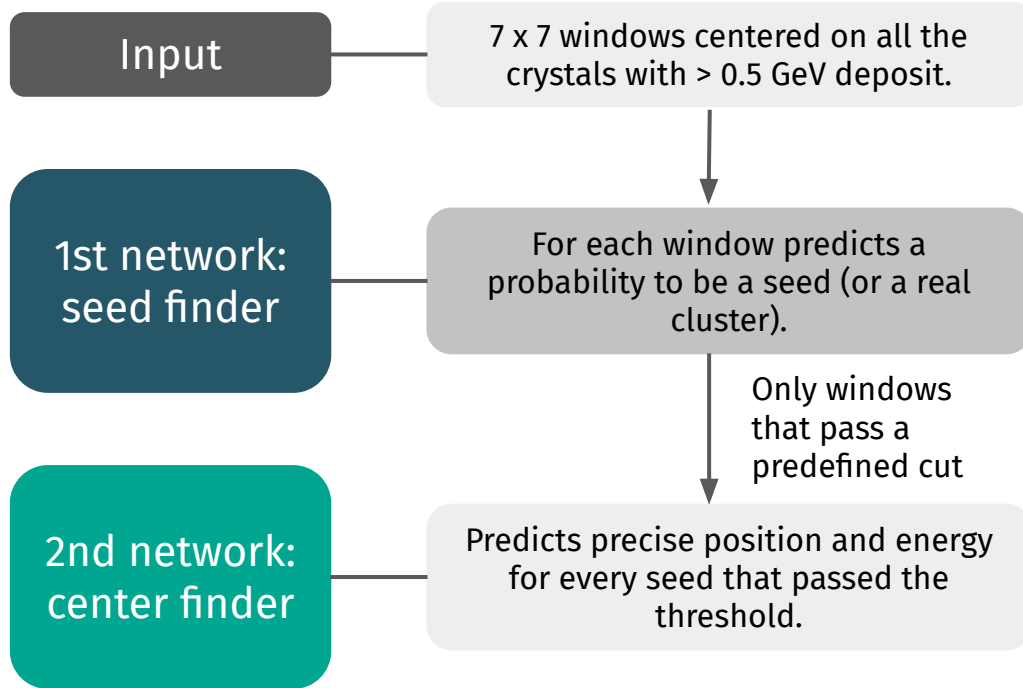 Input
7 x 7 windows centered on all the
crystals with > 0.5 GeV deposit.
1st network:
seed finder
For each window predicts a
probability to be a seed (or a real
cluster).
Only windows
that pass a
predefined cut
2nd network:
center finder
Predicts precise position and energy
for every seed that passed the
threshold.